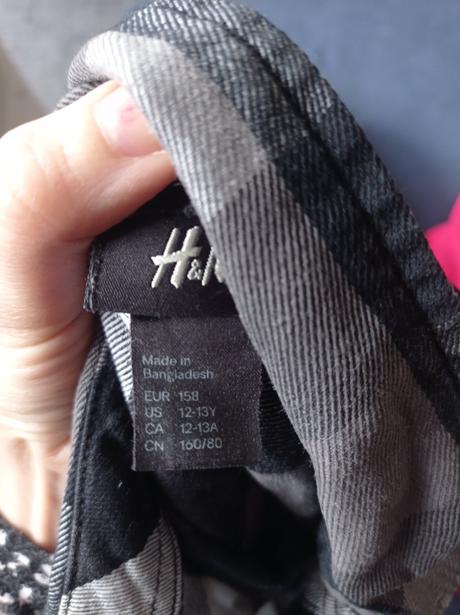 H&M
Made in
Bangladesh
EUR 158
US 12-13Y
CA 12-13A
CN 160/80